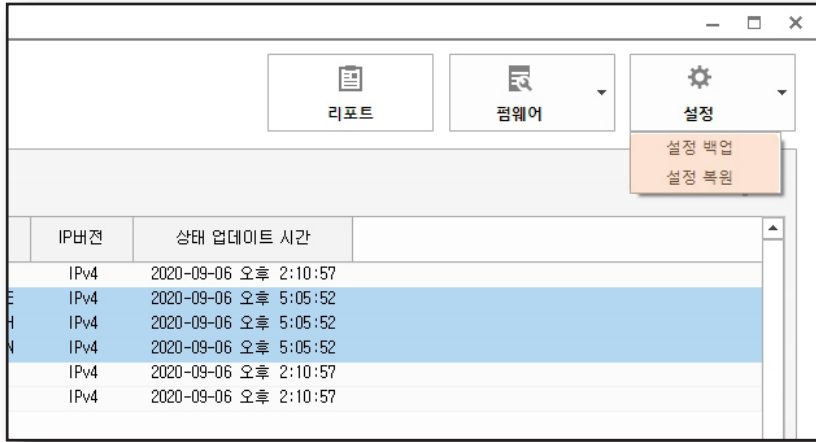 리포트
펌웨어
설정
설정 백업
설정 복원
IP버전 상태 업데이트 시간
IPv4 2020-09-06 오후 2:10:57
E IPv4 2020-09-06 오후 5:05:52
H IPv4 2020-09-06 오후 5:05:52
N IPv4 2020-09-06 오후 5:05:52
IPv4 2020-09-06 오후 2:10:57
IPv4 2020-09-06 오후 2:10:57